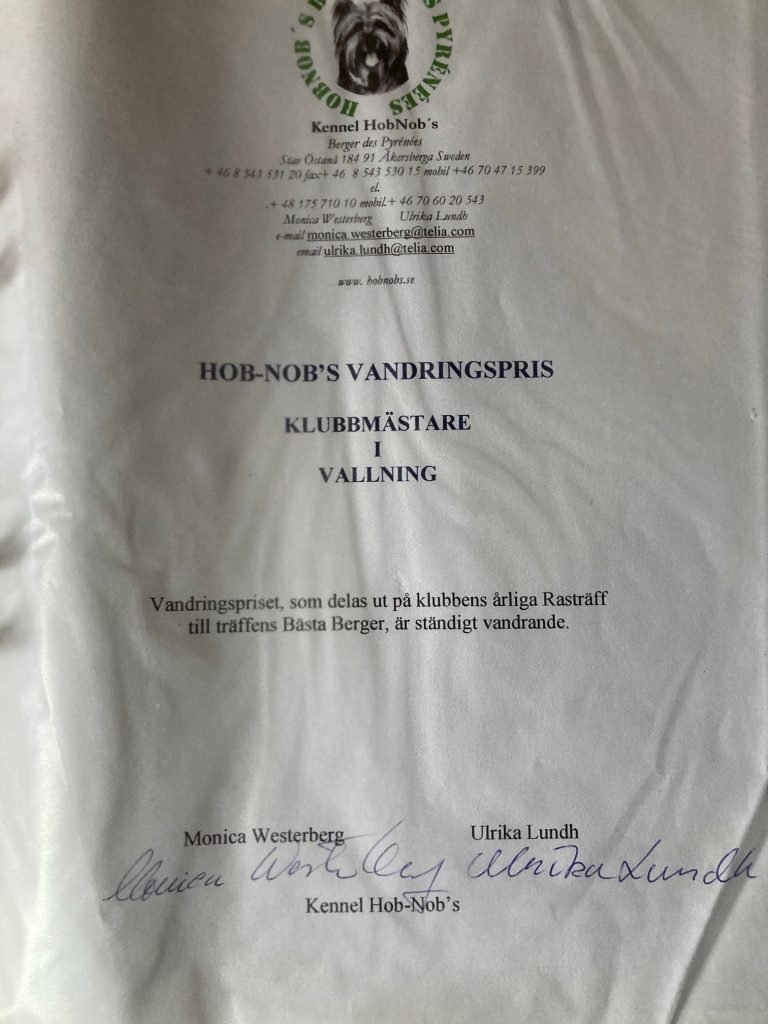 HOBNOB´S B S PYRÉNÉES
Kennel HobNob´s
Berger des Pyrénées
Stav Östanå 184 91 Åkersberga Sweden
+ 46 8 543 531 20 fax+ 46 8 543 530 15 mobil +46 70 47 15 399
el.
.+ 48 175 710 10 mobil.+ 46 70 60 20 543
Monica Westerberg Ulrika Lundh
e-mail monica.westerberg@telia.com
email ulrika.lundh@telia.com
www. hobnobs.se
HOB-NOB’S VANDRINGSPRIS
KLUBBMÄSTARE
I
VALLNING
Vandringspriset, som delas ut på klubbens årliga Rasträff
till träffens Bästa Berger, är ständigt vandrande.
Monica Westerberg Ulrika Lundh
Monica Westerberg Ulrika Lundh
Kennel Hob-Nob’s